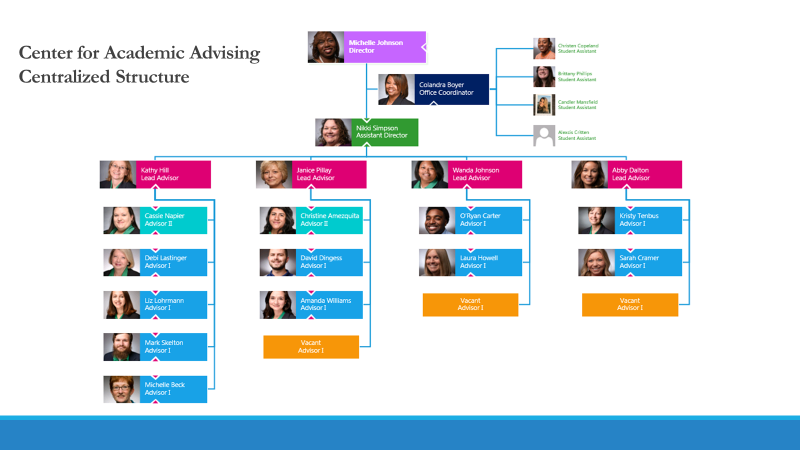 Center for Academic Advising
Centralized Structure
Michelle Johnson
Director
Colandra Boyer
Office Coordinator
Christen Copeland
Student Assistant
Brittany Phillips
Student Assistant
Candler Mansfield
Student Assistant
Alexcia Critten
Student Assistant
Nikki Simpson
Assistant Director
Kathy Hill
Lead Advisor
Cassie Napier
Advisor II
Debi Lastinger
Advisor I
Liz Lohrmann
Advisor I
Mark Skelton
Advisor I
Michelle Beck
Advisor I
Janice Pillay
Lead Advisor
Christine Amezquita
Advisor II
David Dingess
Advisor I
Amanda Williams
Advisor I
Vacant
Advisor I
Wanda Johnson
Lead Advisor
O'Ryan Carter
Advisor I
Laura Howell
Advisor I
Vacant
Advisor I
Abby Dalton
Lead Advisor
Kristy Tenbus
Advisor I
Sarah Cramer
Advisor I
Vacant
Advisor I